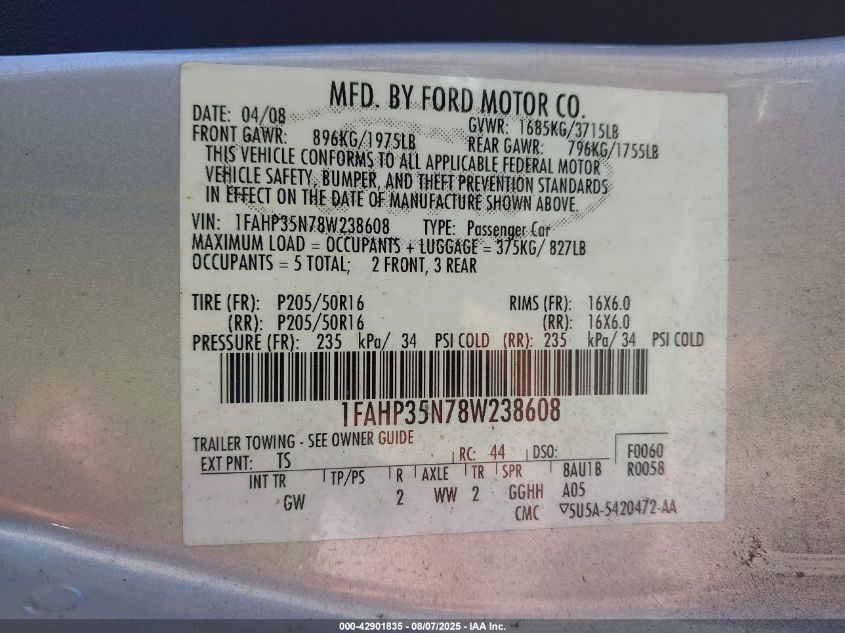 MFD. BY FORD MOTOR CO.
DATE: 04/08 GVWR: 1685KG/3715LB
FRONT GAWR: 896KG/1975LB REAR GAWR: 796KG/1755LB
THIS VEHICLE CONFORMS TO ALL APPLICABLE FEDERAL MOTOR
VEHICLE SAFETY, BUMPER, AND THEFT PREVENTION STANDARDS
IN EFFECT ON THE DATE OF MANUFACTURE SHOWN ABOVE.
VIN: 1FAHP35N78W238608 TYPE: Passenger Car
MAXIMUM LOAD = OCCUPANTS + LUGGAGE = 375KG/ 827LB
OCCUPANTS = 5 TOTAL; 2 FRONT, 3 REAR
TIRE (FR): P205/50R16 RIMS (FR): 16X6.0
(RR): P205/50R16 (RR): 16X6.0
PRESSURE (FR): 235 kPa/ 34 PSI COLD (RR): 235 kPa/ 34 PSI COLD
1FAHP35N78W238608
TRAILER TOWING - SEE OWNER GUIDE
EXT PNT: TS RC: 44 DSO: F0060
INT TR TP/PS R AXLE TR SPR 8AU1B R0058
GW 2 WW 2 GGHH A05
CMC ▽5U5A-5420472-AA
000-42901835 - 08/07/2025 - IAA Inc.